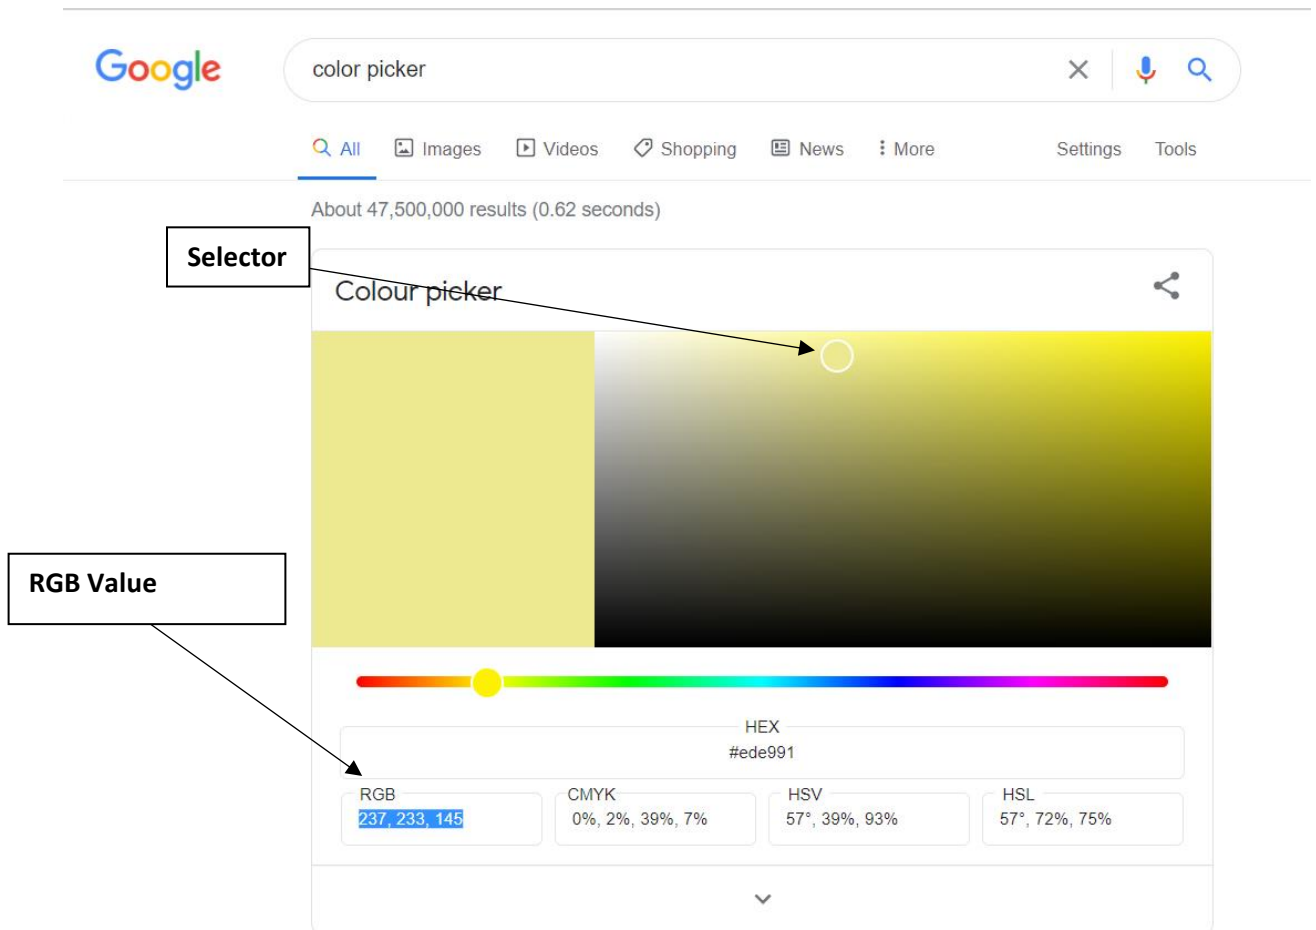 Google
color picker
All Images Videos Shopping News More Settings Tools
About 47,500,000 results (0.62 seconds)
Selector
Colour picker
RGB Value
HEX
#ede991
RGB
237, 233, 145
CMYK
0%, 2%, 39%, 7%
HSV
57°, 39%, 93%
HSL
57°, 72%, 75%